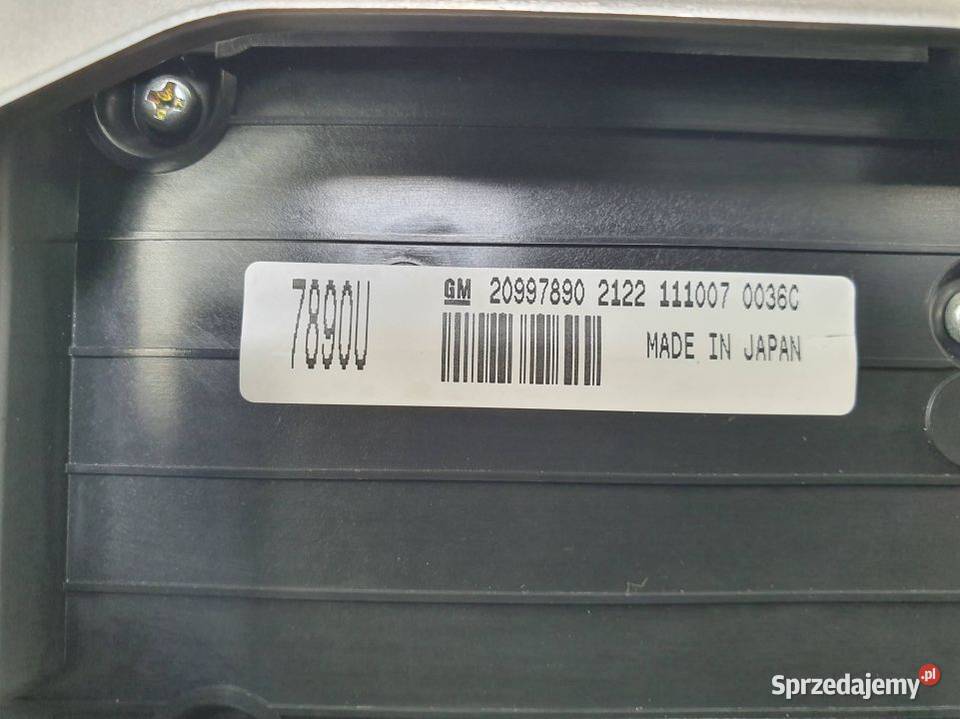 7890U
GM 20997890 2122 111007 0036C
MADE IN JAPAN
Sprzedajemy.pl